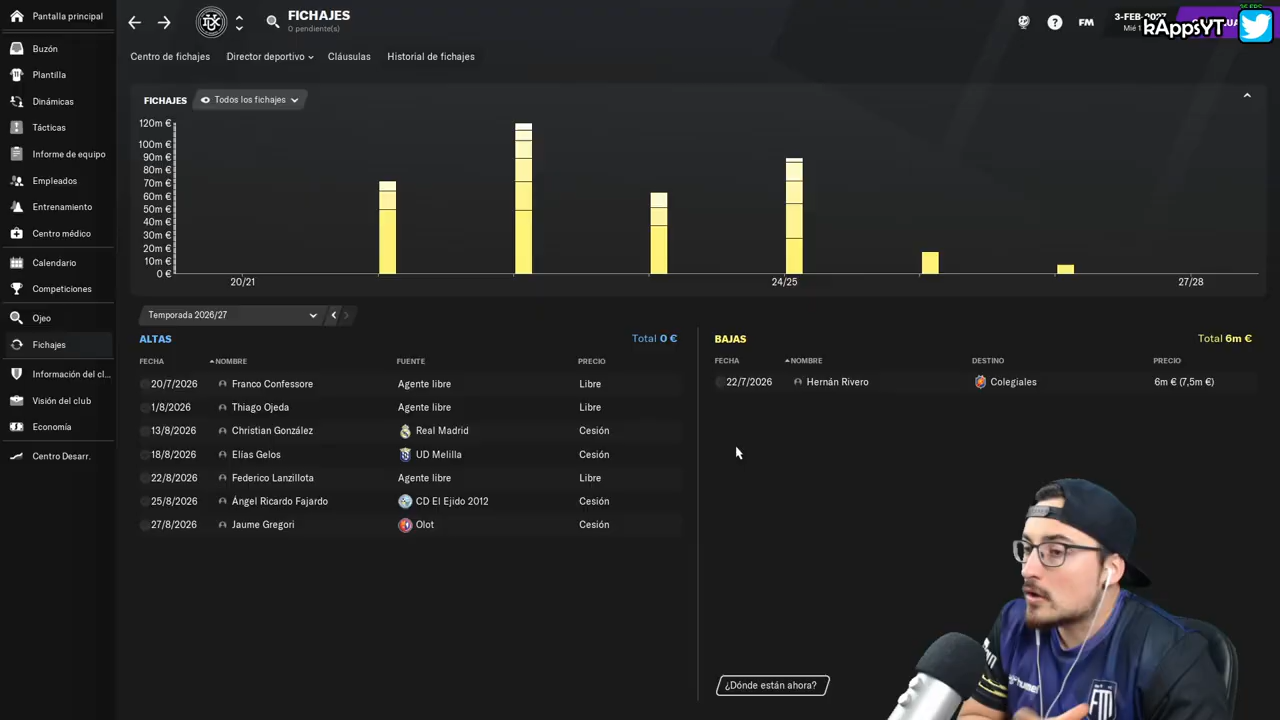 Pantalla principal
Buzón
Plantilla
Dinámicas
Tácticas
Informe de equipo
Empleados
Entrenamiento
Centro médico
Calendario
Competiciones
Ojeo
Fichajes
Información del cl...
Visión del club
Economía
Centro Desarr.
FICHAJES
0 pendiente(s)
FM
3-FEB-2027
kAppsYT
Centro de fichajes
Director deportivo
Cláusulas
Historial de fichajes
FICHAJES
Todos los fichajes
120m €
100m €
90m €
80m €
70m €
60m €
50m €
40m €
30m €
20m €
10m €
0 €
20/21
24/25
27/28
Temporada 2026/27
ALTAS
Total 0 €
FECHA NOMBRE FUENTE PRECIO
20/7/2026 Franco Confessore Agente libre Libre
1/8/2026 Thiago Ojeda Agente libre Libre
13/8/2026 Christian González Real Madrid Cesión
18/8/2026 Elías Gelos UD Melilla Cesión
22/8/2026 Federico Lanzillota Agente libre Libre
25/8/2026 Ángel Ricardo Fajardo CD El Ejido 2012 Cesión
27/8/2026 Jaume Gregori Olot Cesión
BAJAS
Total 6m €
FECHA NOMBRE DESTINO PRECIO
22/7/2026 Hernán Rivero Colegiales 6m € (7,5m €)
¿Dónde están ahora?